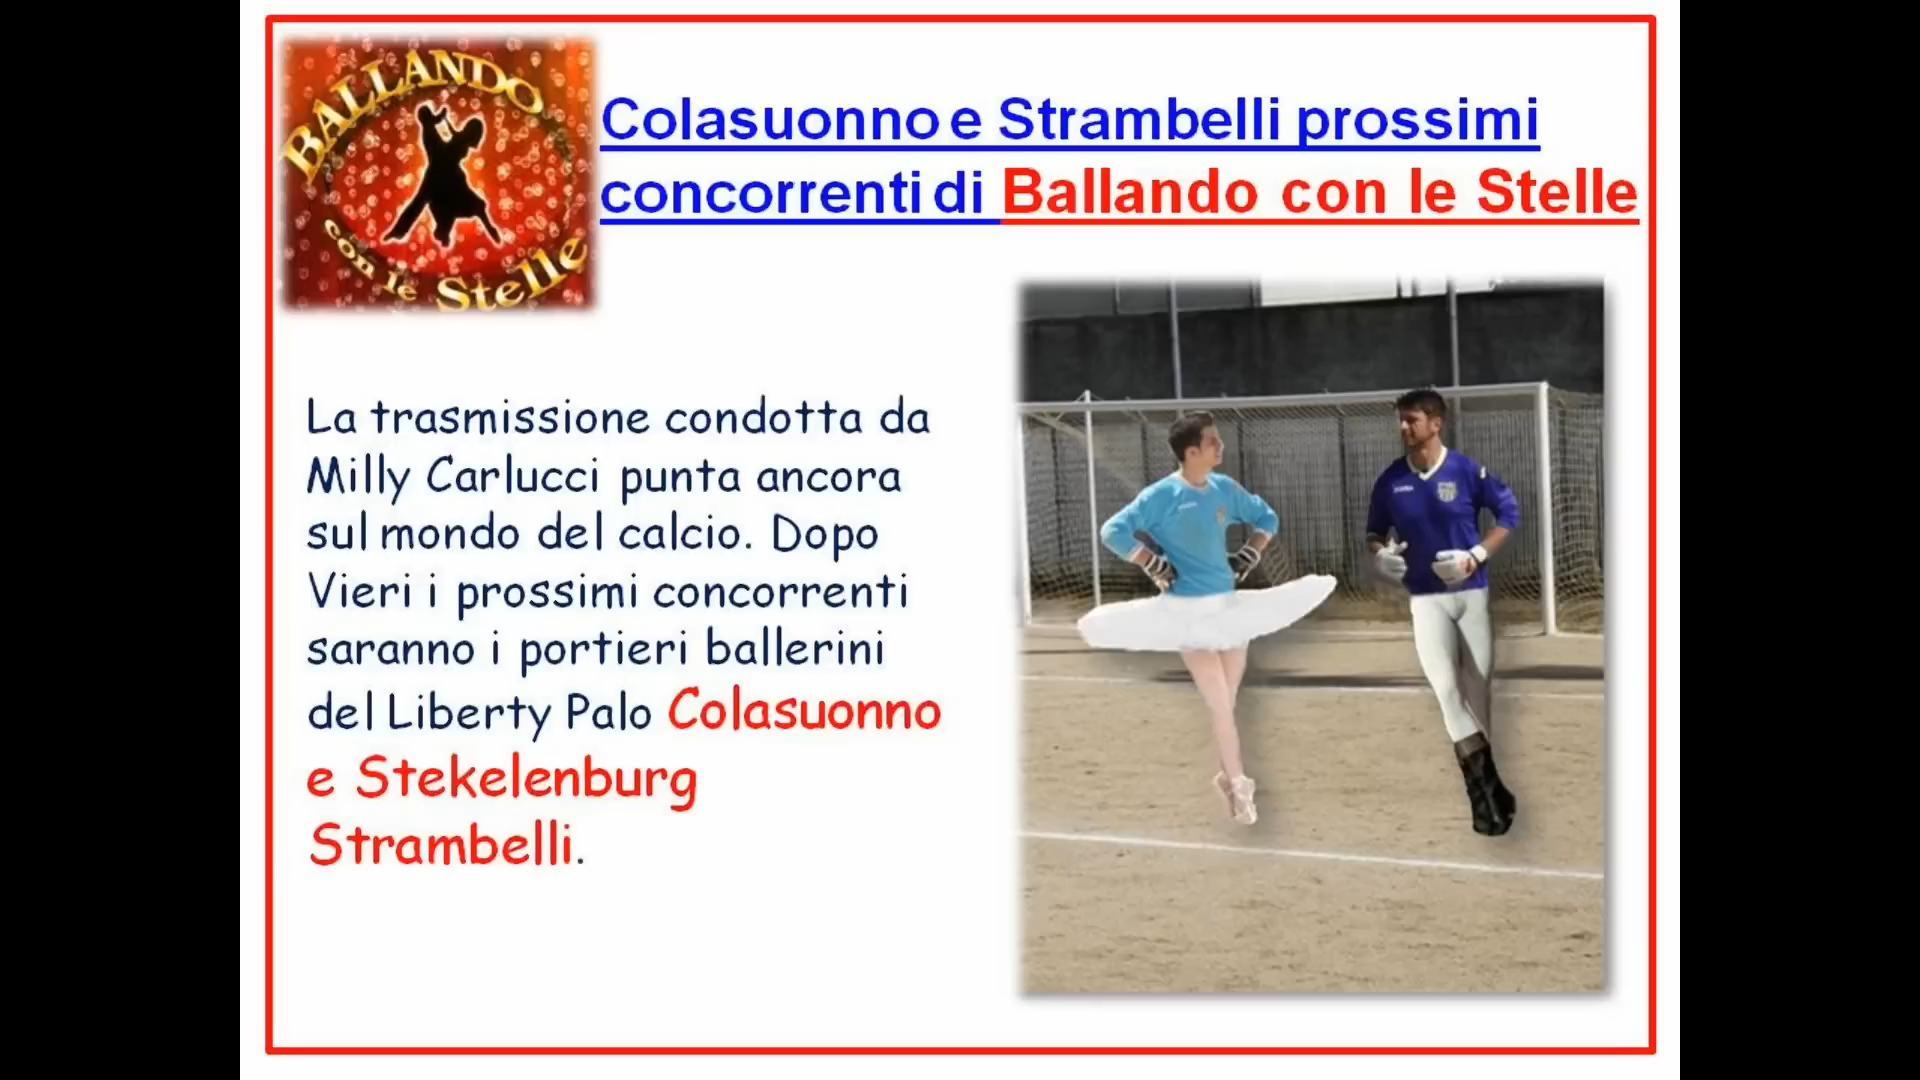 BALLANDO
con le Stelle
Colasuonno e Strambelli prossimi
concorrenti di Ballando con le Stelle
La trasmissione condotta da
Milly Carlucci punta ancora
sul mondo del calcio. Dopo
Vieri i prossimi concorrenti
saranno i portieri ballerini
del Liberty Palo Colasuonno
e Stekelenburg
Strambelli.